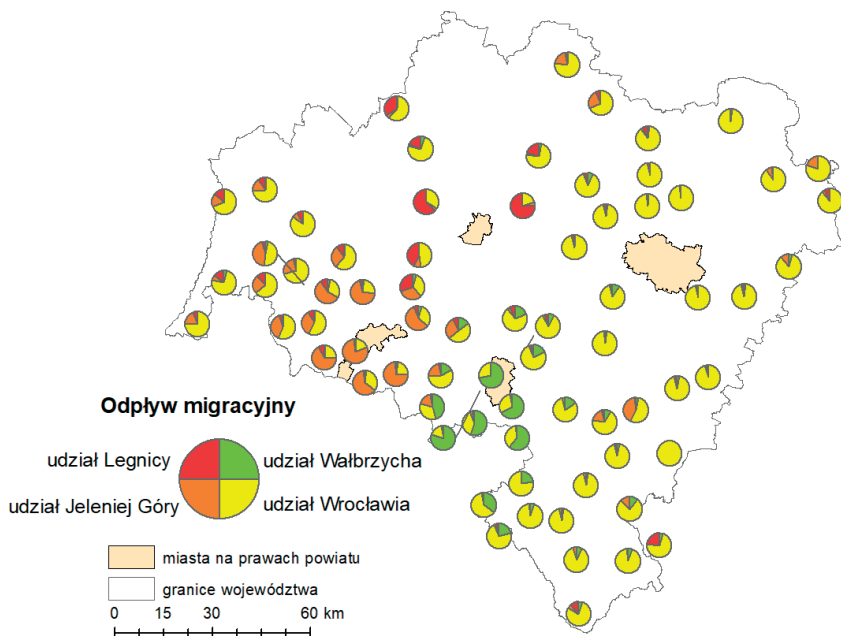 Odpływ migracyjny
udział Legnicy
udział Wałbrzycha
udział Jeleniej Góry
udział Wrocławia
miasta na prawach powiatu
granice województwa
0 15 30 60 km